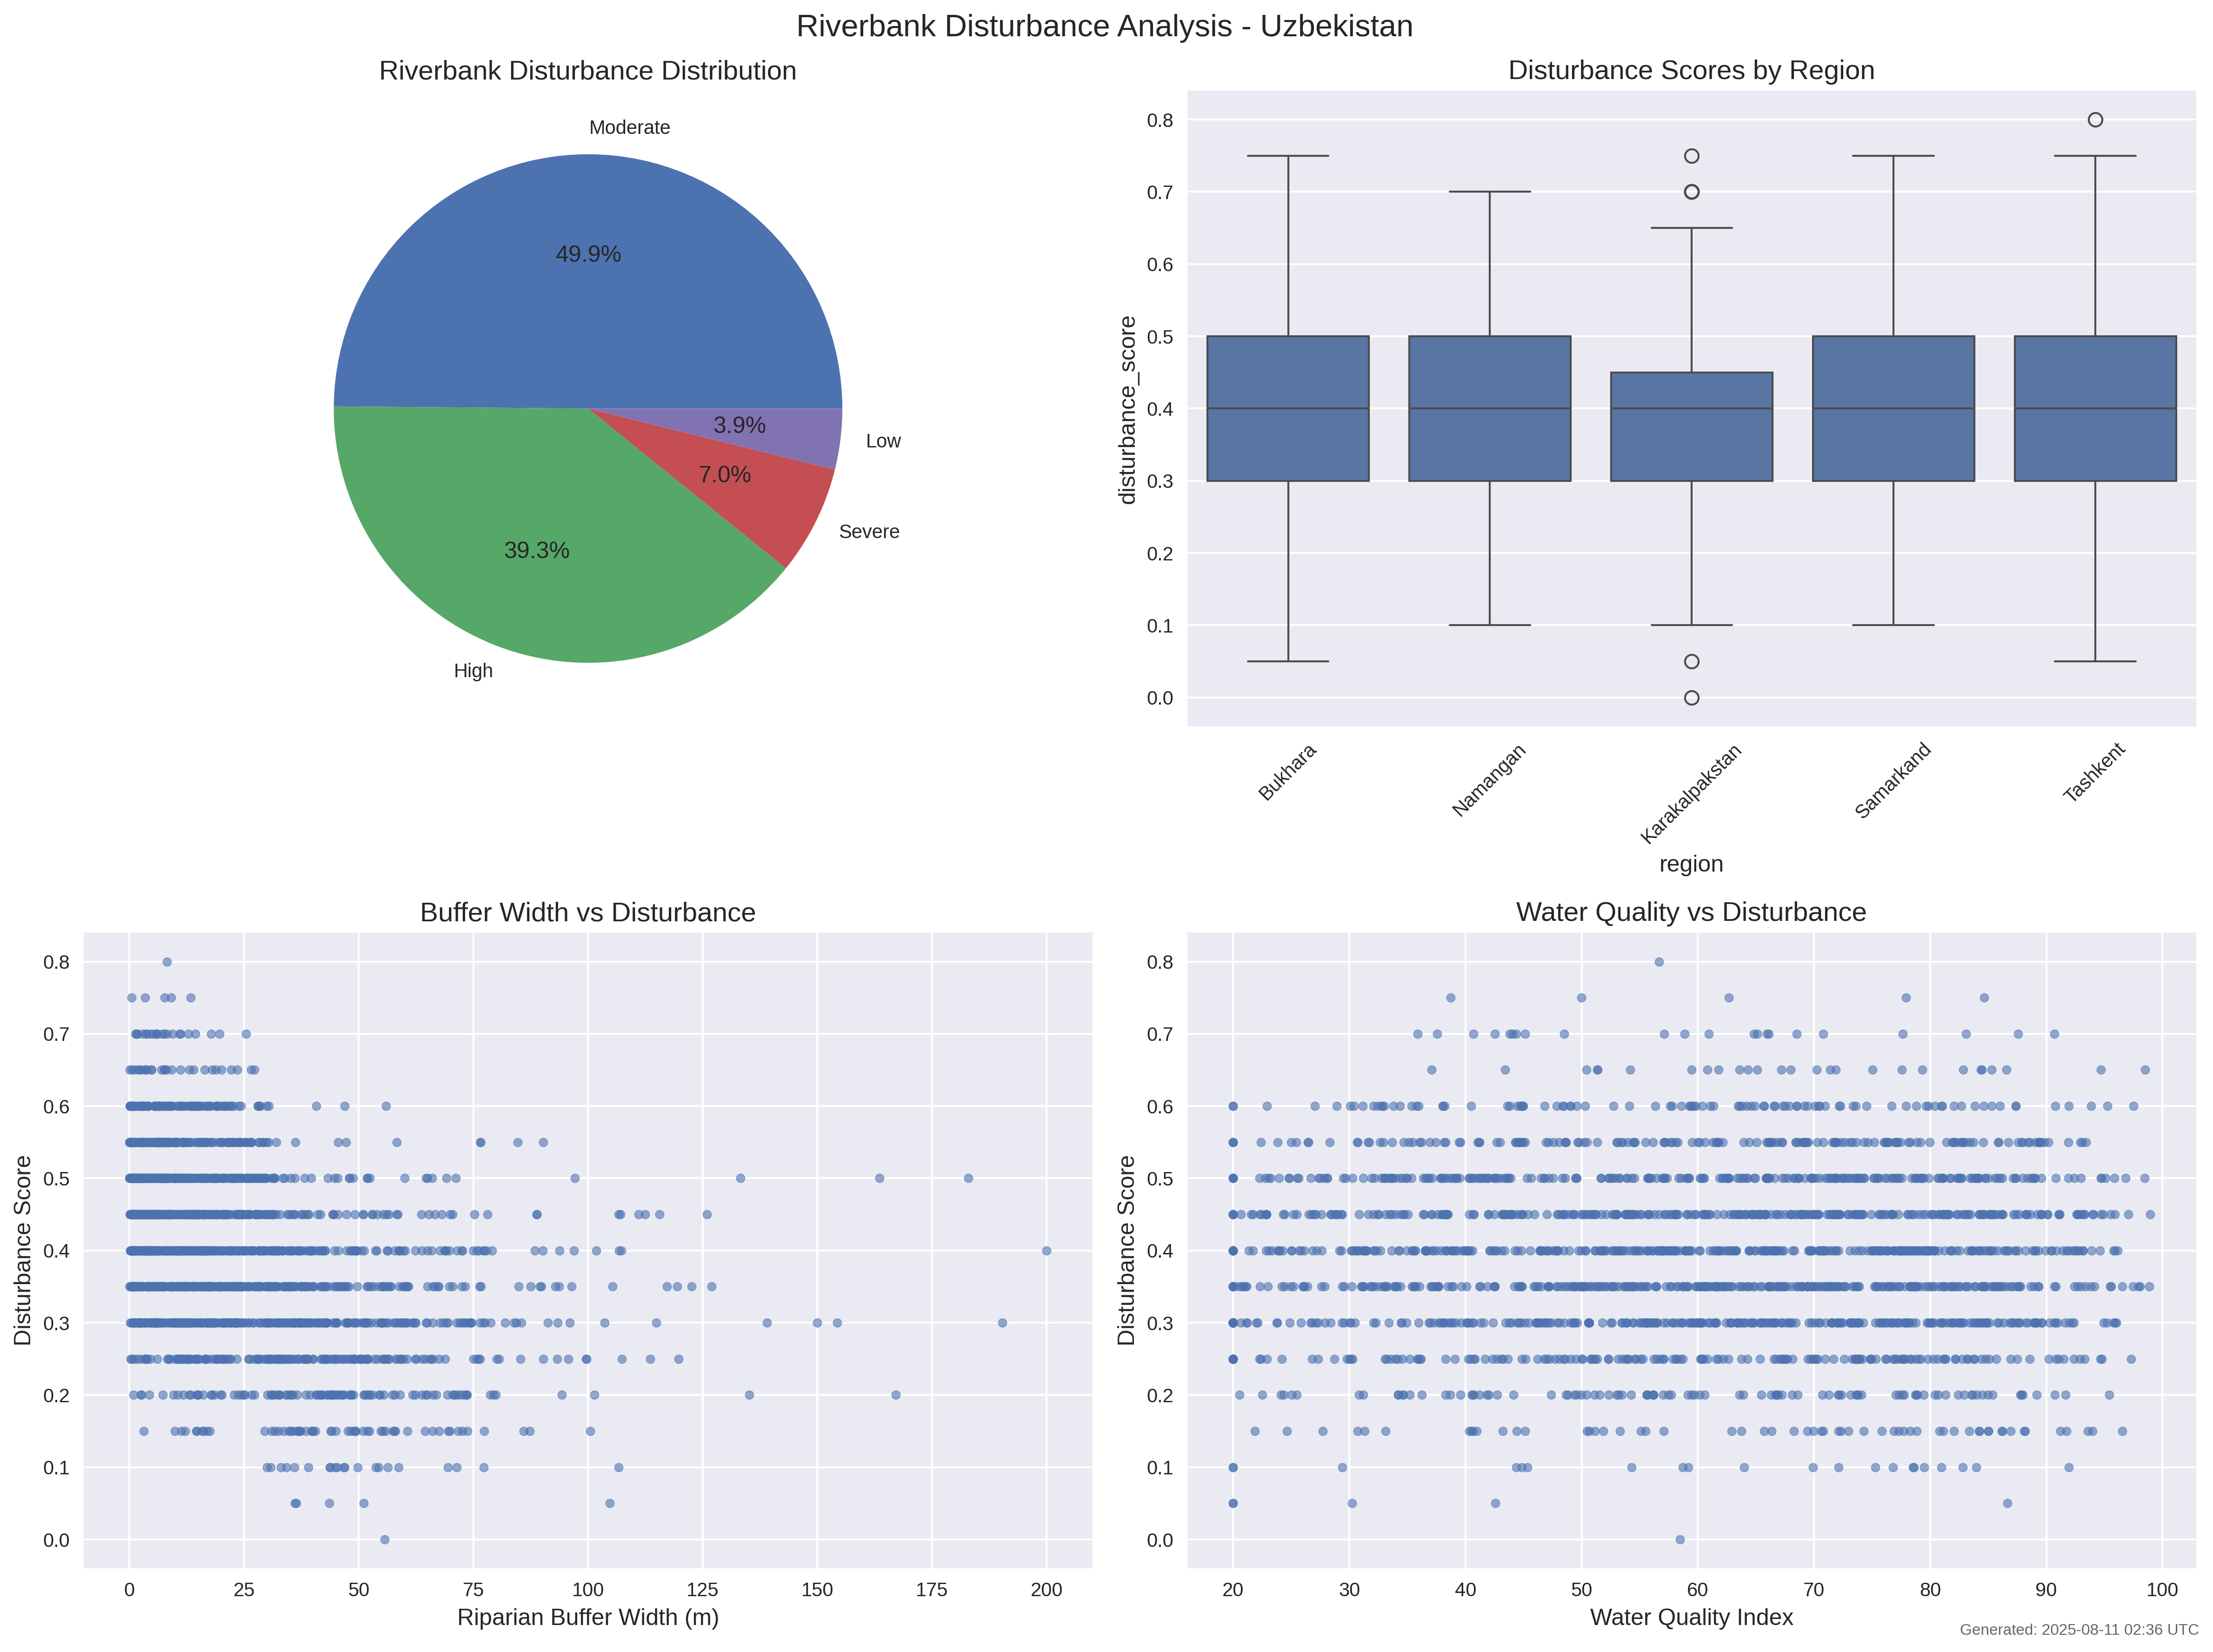 Riverbank Disturbance Analysis - Uzbekistan
Riverbank Disturbance Distribution
Moderate
49.9%
3.9%
Low
7.0%
Severe
39.3%
High
Disturbance Scores by Region
0.8
0.7
0.6
0.5
0.4
0.3
0.2
0.1
0.0
disturbance_score
Bukhara
Namangan
Karakalpakstan
Samarkand
Tashkent
region
Buffer Width vs Disturbance
0.8
0.7
0.6
0.5
0.4
0.3
0.2
0.1
0.0
Disturbance Score
0 25 50 75 100 125 150 175 200
Riparian Buffer Width (m)
Water Quality vs Disturbance
0.8
0.7
0.6
0.5
0.4
0.3
0.2
0.1
0.0
Disturbance Score
20 30 40 50 60 70 80 90 100
Water Quality Index
Generated: 2025-08-11 02:36 UTC